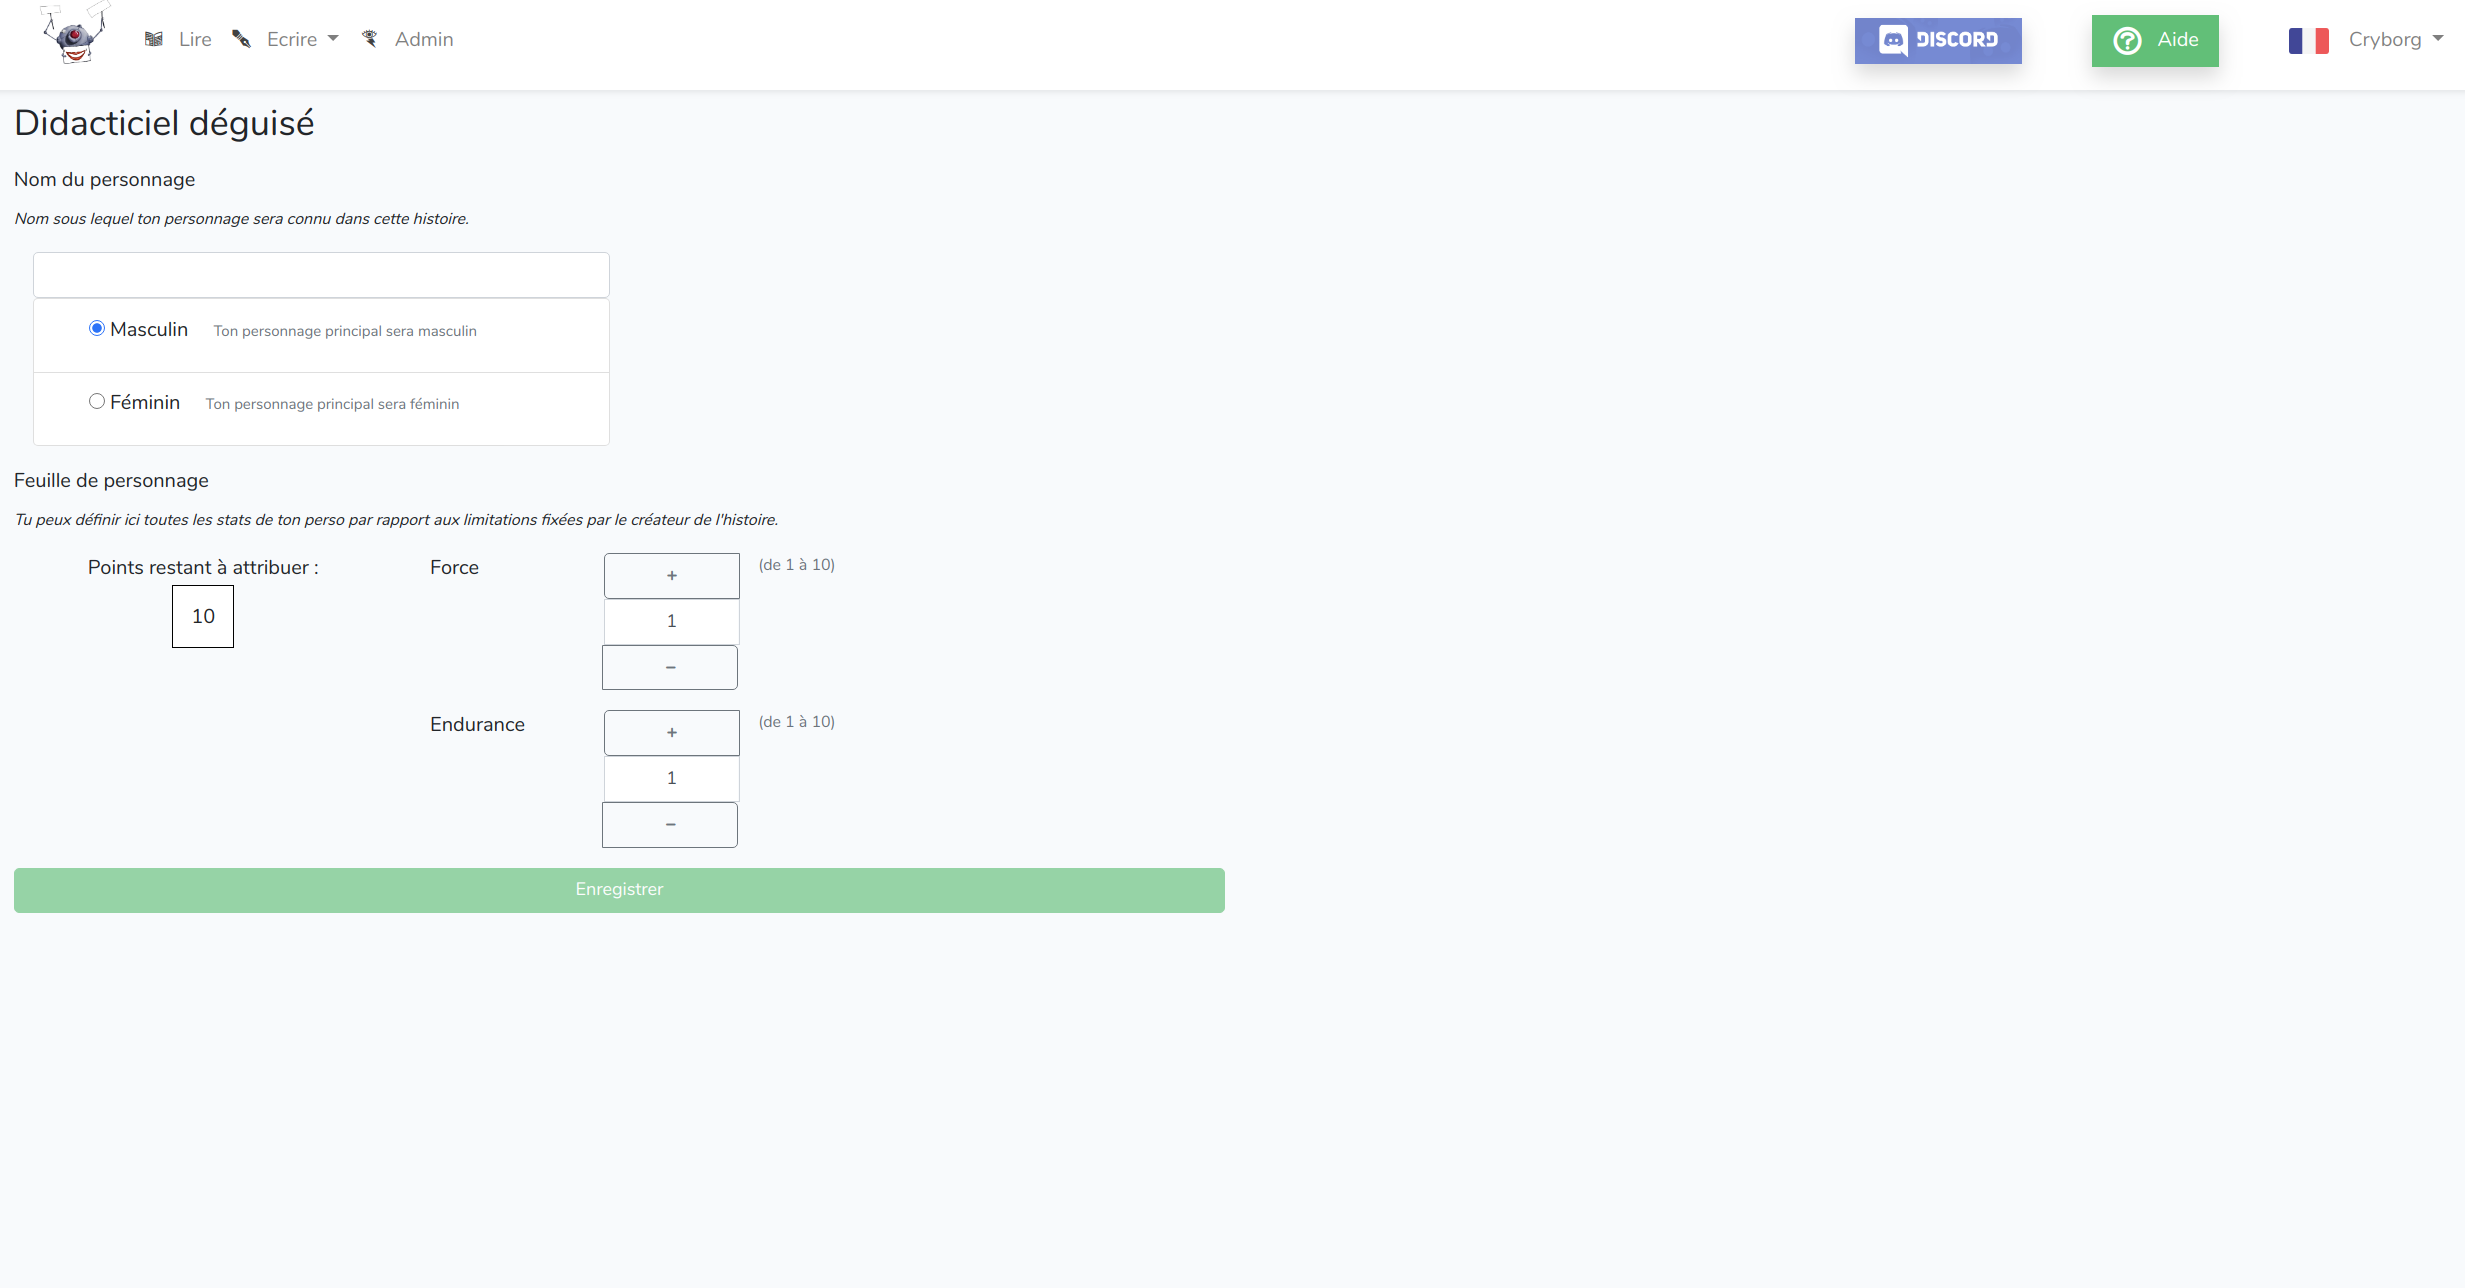 Lire Ecrire Admin DISCORD Aide Cryborg
Didacticiel déguisé
Nom du personnage
Nom sous lequel ton personnage sera connu dans cette histoire.
Masculin Ton personnage principal sera masculin
Féminin Ton personnage principal sera féminin
Feuille de personnage
Tu peux définir ici toutes les stats de ton perso par rapport aux limitations fixées par le créateur de l'histoire.
Points restant à attribuer :
10
Force
+
1
−
(de 1 à 10)
Endurance
+
1
−
(de 1 à 10)
Enregistrer